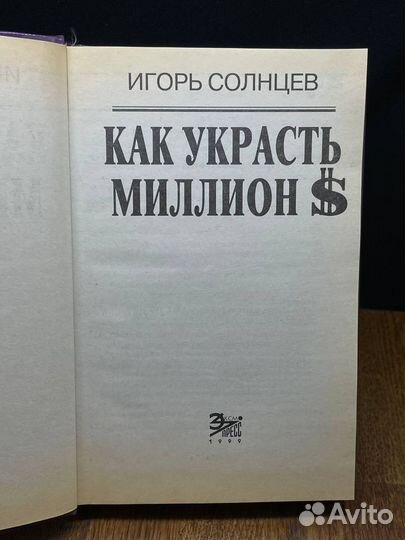 ИГОРЬ СОЛНЦЕВ
КАК УКРАСТЬ
МИЛЛИОН $
ЭКСМО
ПРЕСС
1999
Avito